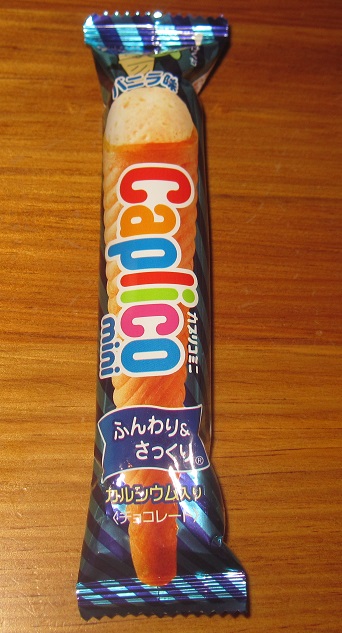 バニラ味
Caplico
mini
カプリコミニ
ふんわり&
さっくり®
カルシウム入り
〈チョコレート〉